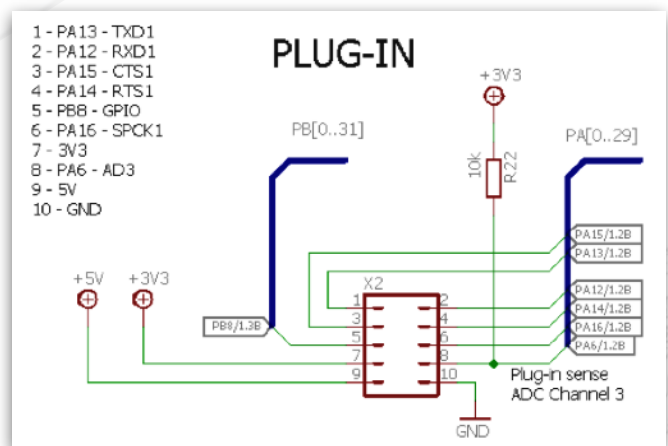 1 - PA13 - TXD1
2 - PA12 - RXD1
3 - PA15 - CTS1
4 - PA14 - RTS1
5 - PB8 - GPIO
6 - PA16 - SPCK1
7 - 3V3
8 - PA6 - AD3
9 - 5V
10 - GND
PLUG-IN
+3V3
PB[0..31]
PA[0..29]
10k
R22
PA15/1.2B
PA13/1.2B
+5V
+3V3
X2
PB8/1.3B
1
2
3
4
5
6
7
8
9
10
PA12/1.2B
PA14/1.2B
PA16/1.2B
PA6/1.2B
Plug-in sense
ADC Channel 3
GND